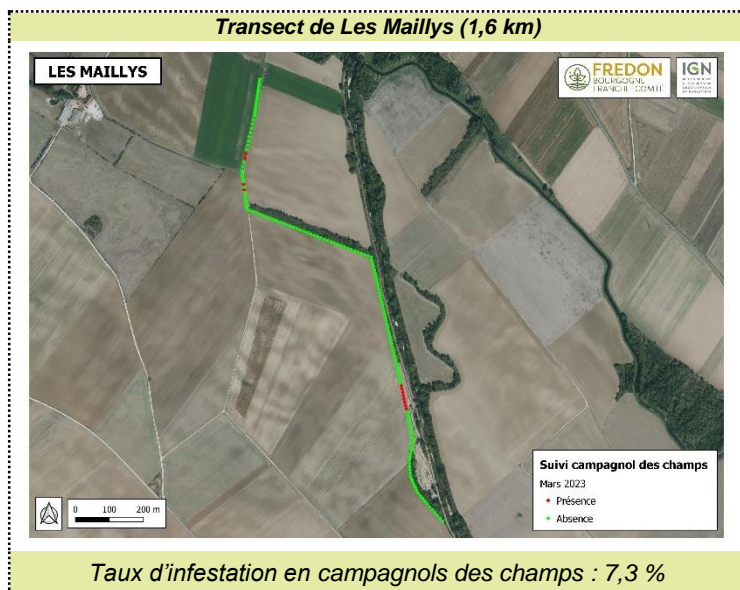 Transect de Les Maillys (1,6 km)
LES MAILLYS
FREDON
BOURGOGNE
FRANCHE-COMTÉ
IGN
Suivi campagnol des champs
Mars 2023
Présence
Absence
0 100 200 m
Taux d'infestation en campagnols des champs : 7,3 %